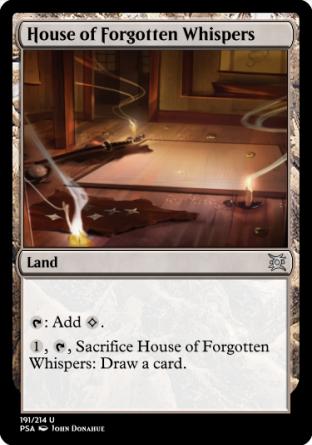 House of Forgotten Whispers
Land
: Add .
1, , Sacrifice House of Forgotten
Whispers: Draw a card.
191/214 U
PSA John Donahue